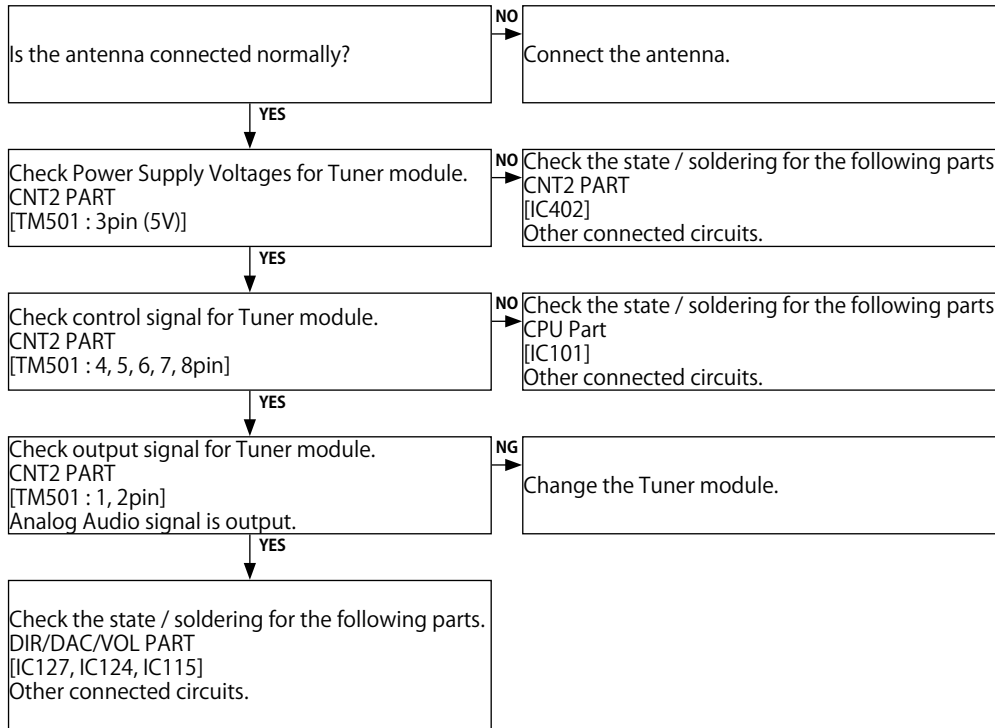 Is the antenna connected normally?
NO
Connect the antenna.
YES
Check Power Supply Voltages for Tuner module.
CNT2 PART
[TM501 : 3pin (5V)]
NO
Check the state / soldering for the following parts
CNT2 PART
[IC402]
Other connected circuits.
YES
Check control signal for Tuner module.
CNT2 PART
[TM501 : 4, 5, 6, 7, 8pin]
NO
Check the state / soldering for the following parts
CPU Part
[IC101]
Other connected circuits.
YES
Check output signal for Tuner module.
CNT2 PART
[TM501 : 1, 2pin]
Analog Audio signal is output.
NG
Change the Tuner module.
YES
Check the state / soldering for the following parts.
DIR/DAC/VOL PART
[IC127, IC124, IC115]
Other connected circuits.